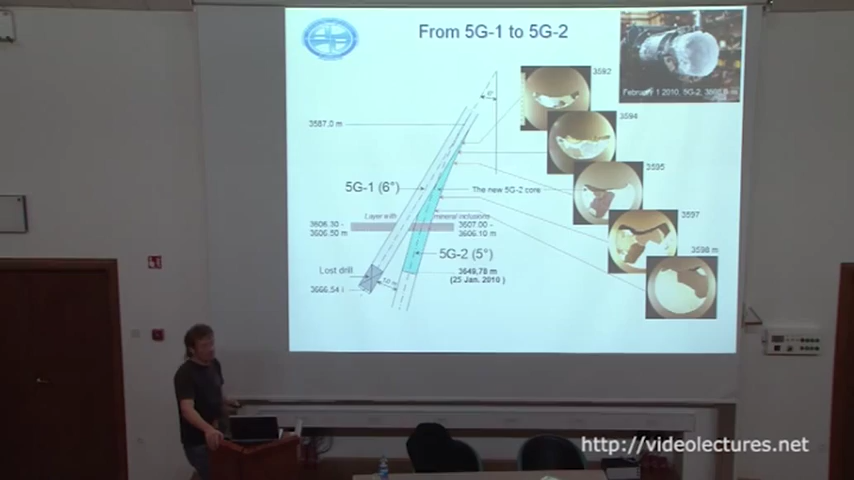 From 5G-1 to 5G-2
February 1 2010, 5G-2,
3592
3587.0 m
6°
3594
3595
5G-1 (6°)
The new 5G-2 core
Layer with
mineral inclusions
3597
3606.30 -
3606.50 m
3607.00 -
3606.10 m
3598 m
5G-2 (5°)
Lost drill
3649,78 m
(25 Jan. 2010 )
3666.54
http://videolectures.net